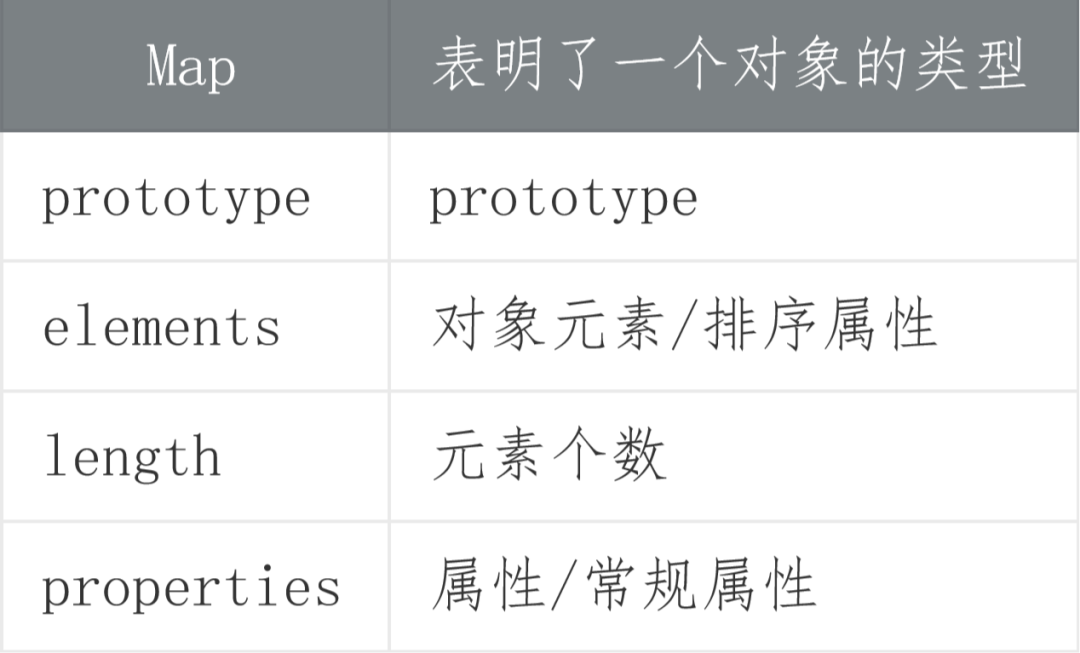 Map 表明了一个对象的类型
prototype prototype
elements 对象元素/排序属性
length 元素个数
properties 属性/常规属性